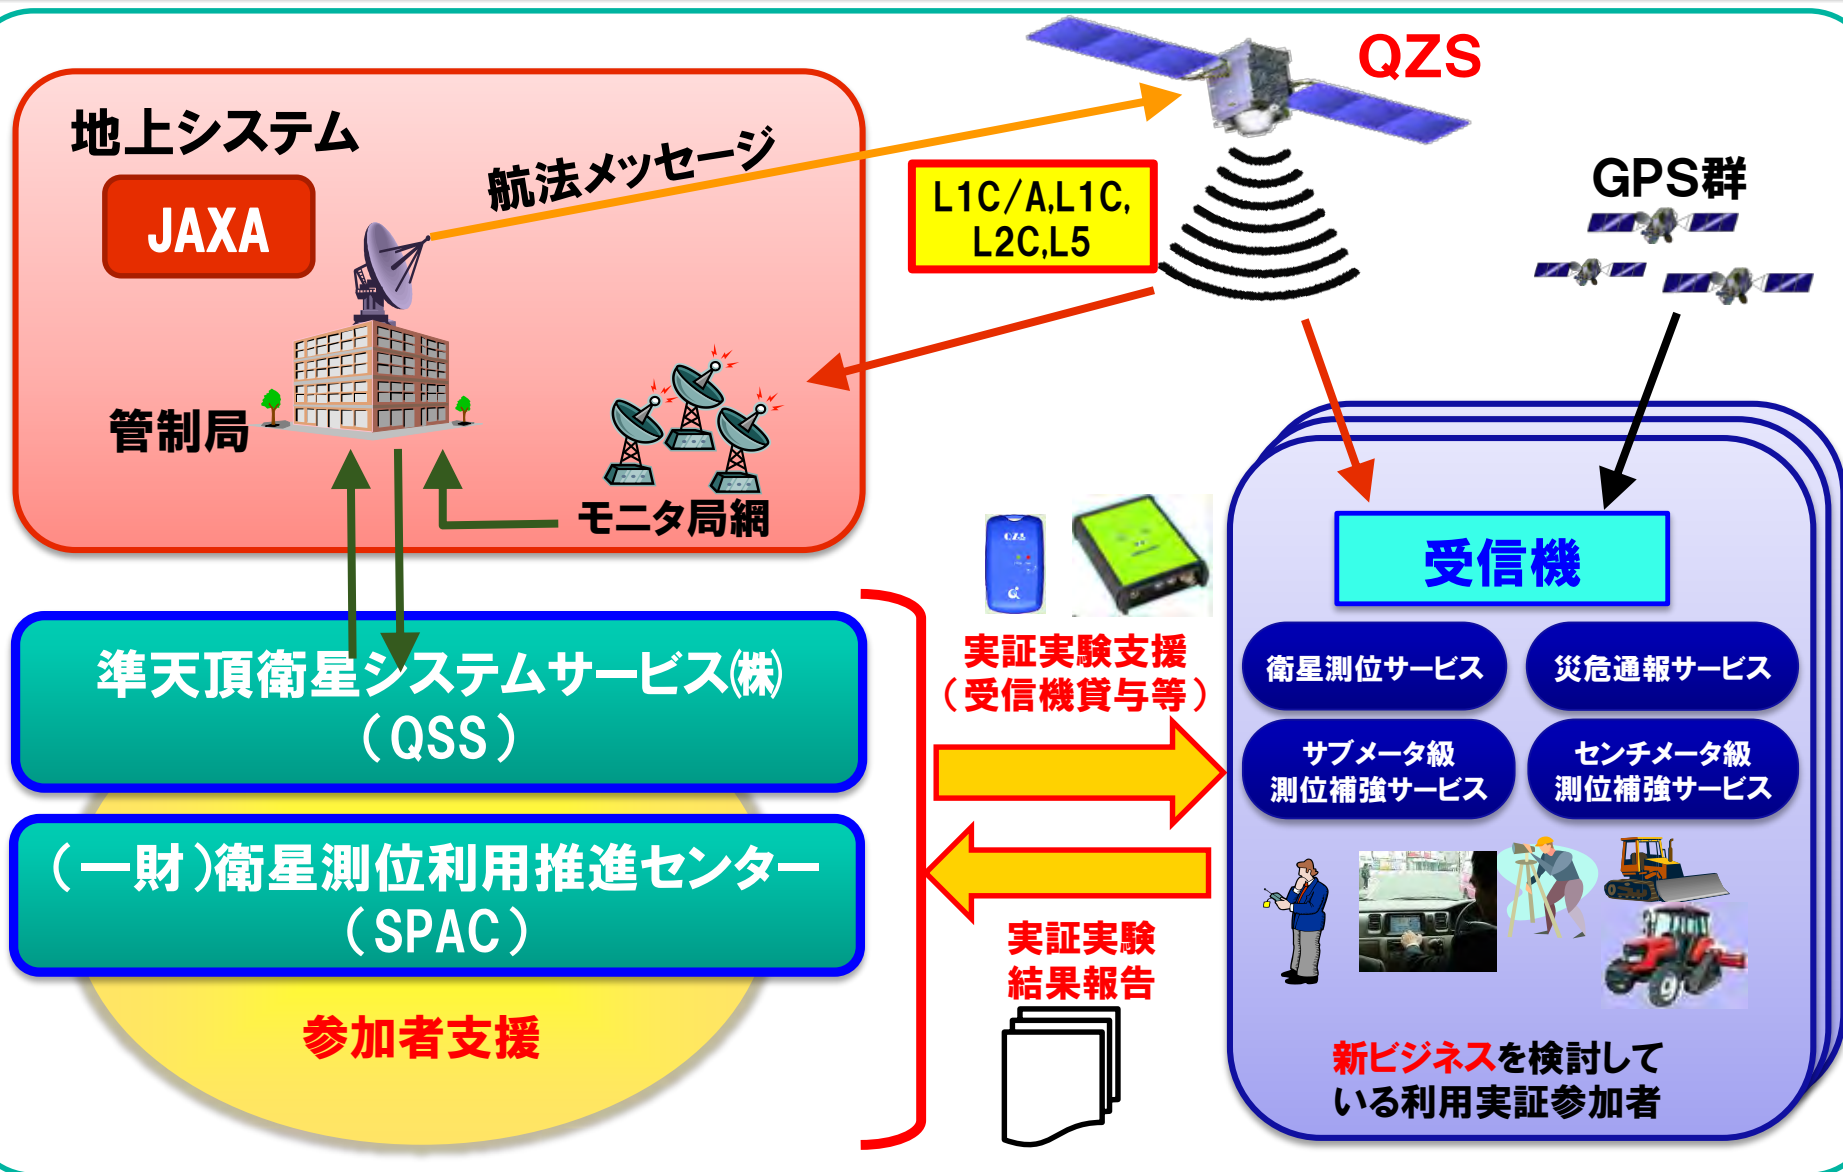 QZS
地上システム
JAXA
航法メッセージ
L1C/A,L1C,
L2C,L5
GPS群
管制局
モニタ局網
QZS
受信機
準天頂衛星システムサービス㈱
（QSS）
実証実験支援
（受信機貸与等）
衛星測位サービス
災危通報サービス
サブメータ級
測位補強サービス
センチメータ級
測位補強サービス
（一財）衛星測位利用推進センター
（SPAC）
実証実験
結果報告
参加者支援
新ビジネスを検討して
いる利用実証参加者